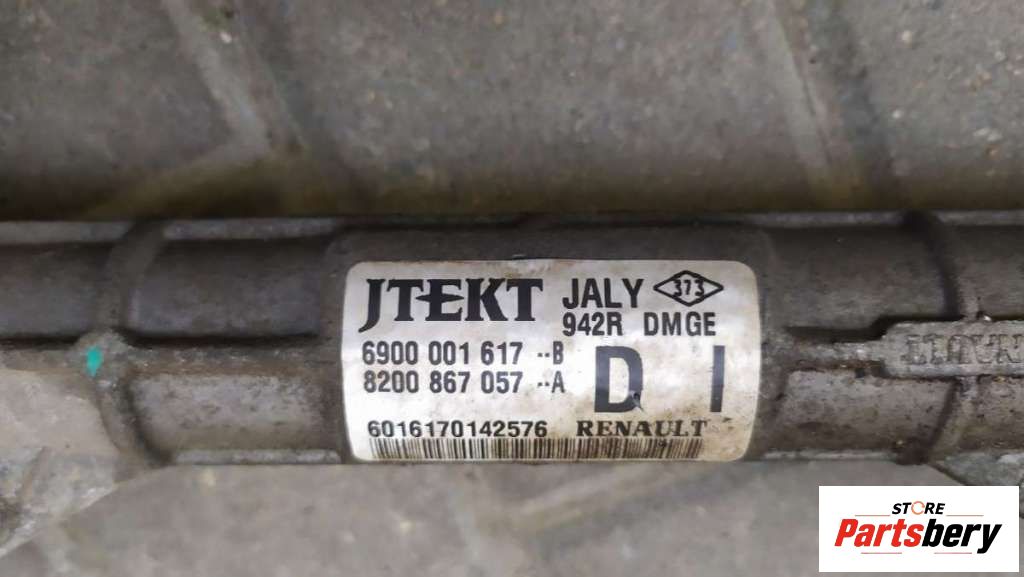 JTEKT JALY 373
942R DMGE
6900 001 617 --B
8200 867 057 --A
D I
6016170142576 RENAULT
STORE
Partsbery